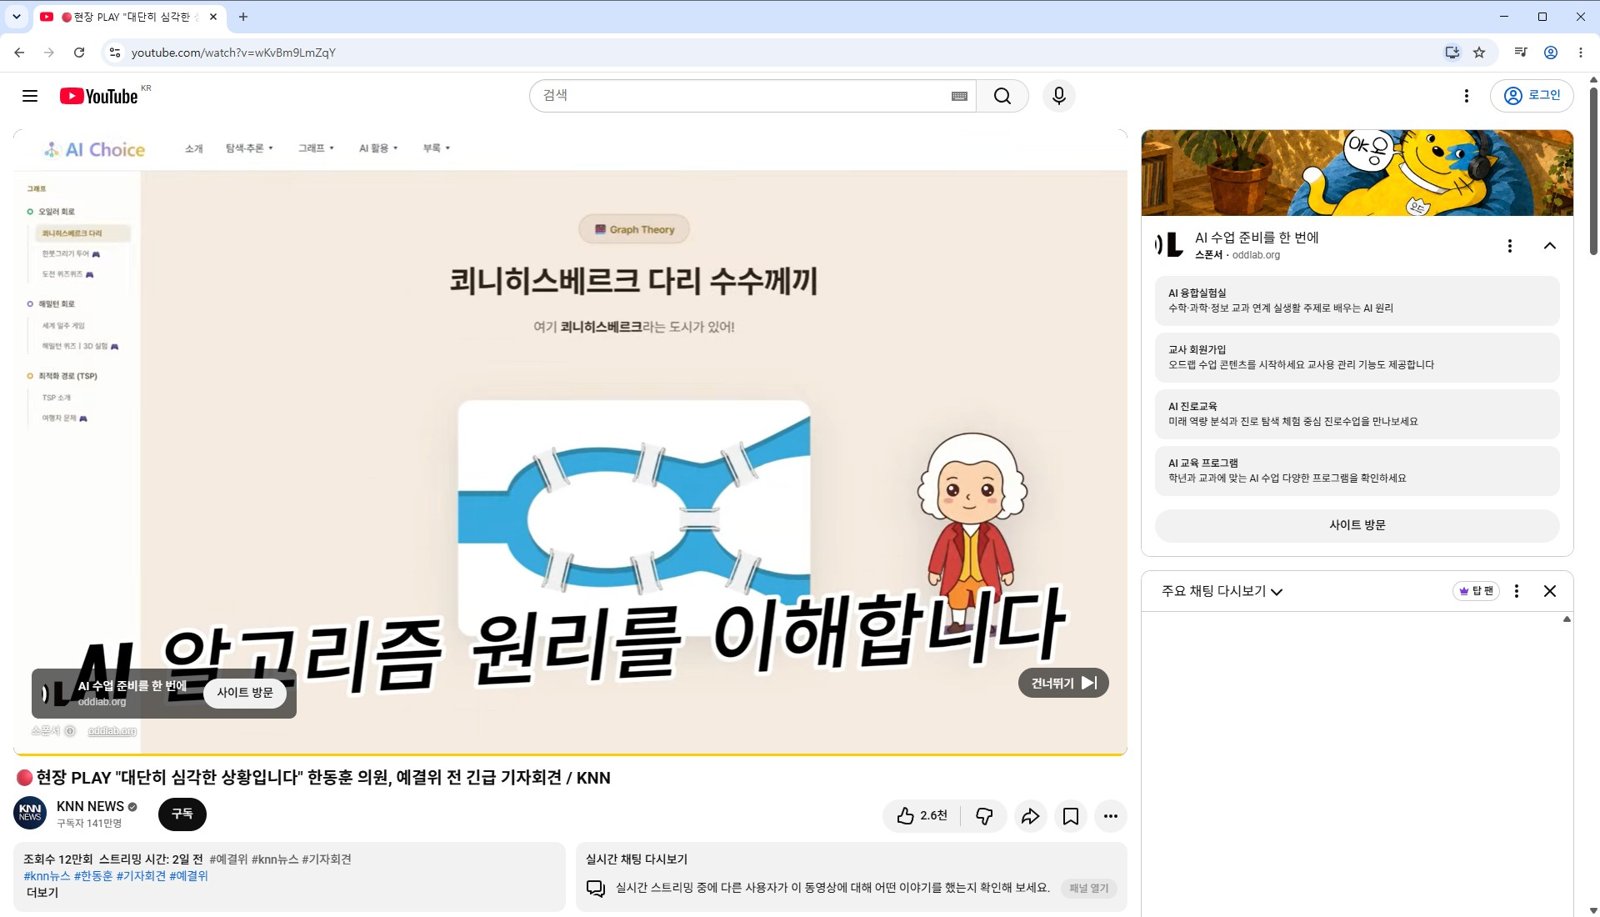 현장 PLAY "대단히 심각한
youtube.com/watch?v=wKvBm9LmZqY
YouTube KR
검색
로그인
AI Choice
소개
탐색·추론
그래프
AI 활용
부록
그래프
오일러 회로
쾨니히스베르크 다리
한붓그리기 투어
도전 퀴즈퀴즈
해밀턴 회로
세계 일주 게임
해밀턴 퀴즈 | 3D 실험
최적화 경로 (TSP)
TSP 소개
여행자 문제
Graph Theory
쾨니히스베르크 다리 수수께끼
여기 쾨니히스베르크라는 도시가 있어!
AI 알고리즘 원리를 이해합니다
AI 수업 준비를 한 번에
oddlab.org
사이트 방문
건너뛰기
스폰서
oddlab.org
현장 PLAY "대단히 심각한 상황입니다" 한동훈 의원, 예결위 전 긴급 기자회견 / KNN
KNN NEWS
KNN NEWS
구독자 141만명
구독
2.6천
조회수 12만회 스트리밍 시간: 2일 전 #예결위 #knn뉴스 #기자회견
#knn뉴스 #한동훈 #기자회견 #예결위
더보기
실시간 채팅 다시보기
실시간 스트리밍 중에 다른 사용자가 이 동영상에 대해 어떤 이야기를 했는지 확인해 보세요.
패널 열기
야옹
오드
AI 수업 준비를 한 번에
스폰서 · oddlab.org
AI 융합실험실
수학·과학·정보 교과 연계 실생활 주제로 배우는 AI 원리
교사 회원가입
오드랩 수업 콘텐츠를 시작하세요 교사용 관리 기능도 제공합니다
AI 진로교육
미래 역량 분석과 진로 탐색 체험 중심 진로수업을 만나보세요
AI 교육 프로그램
학년과 교과에 맞는 AI 수업 다양한 프로그램을 확인하세요
사이트 방문
주요 채팅 다시보기
탑 팬